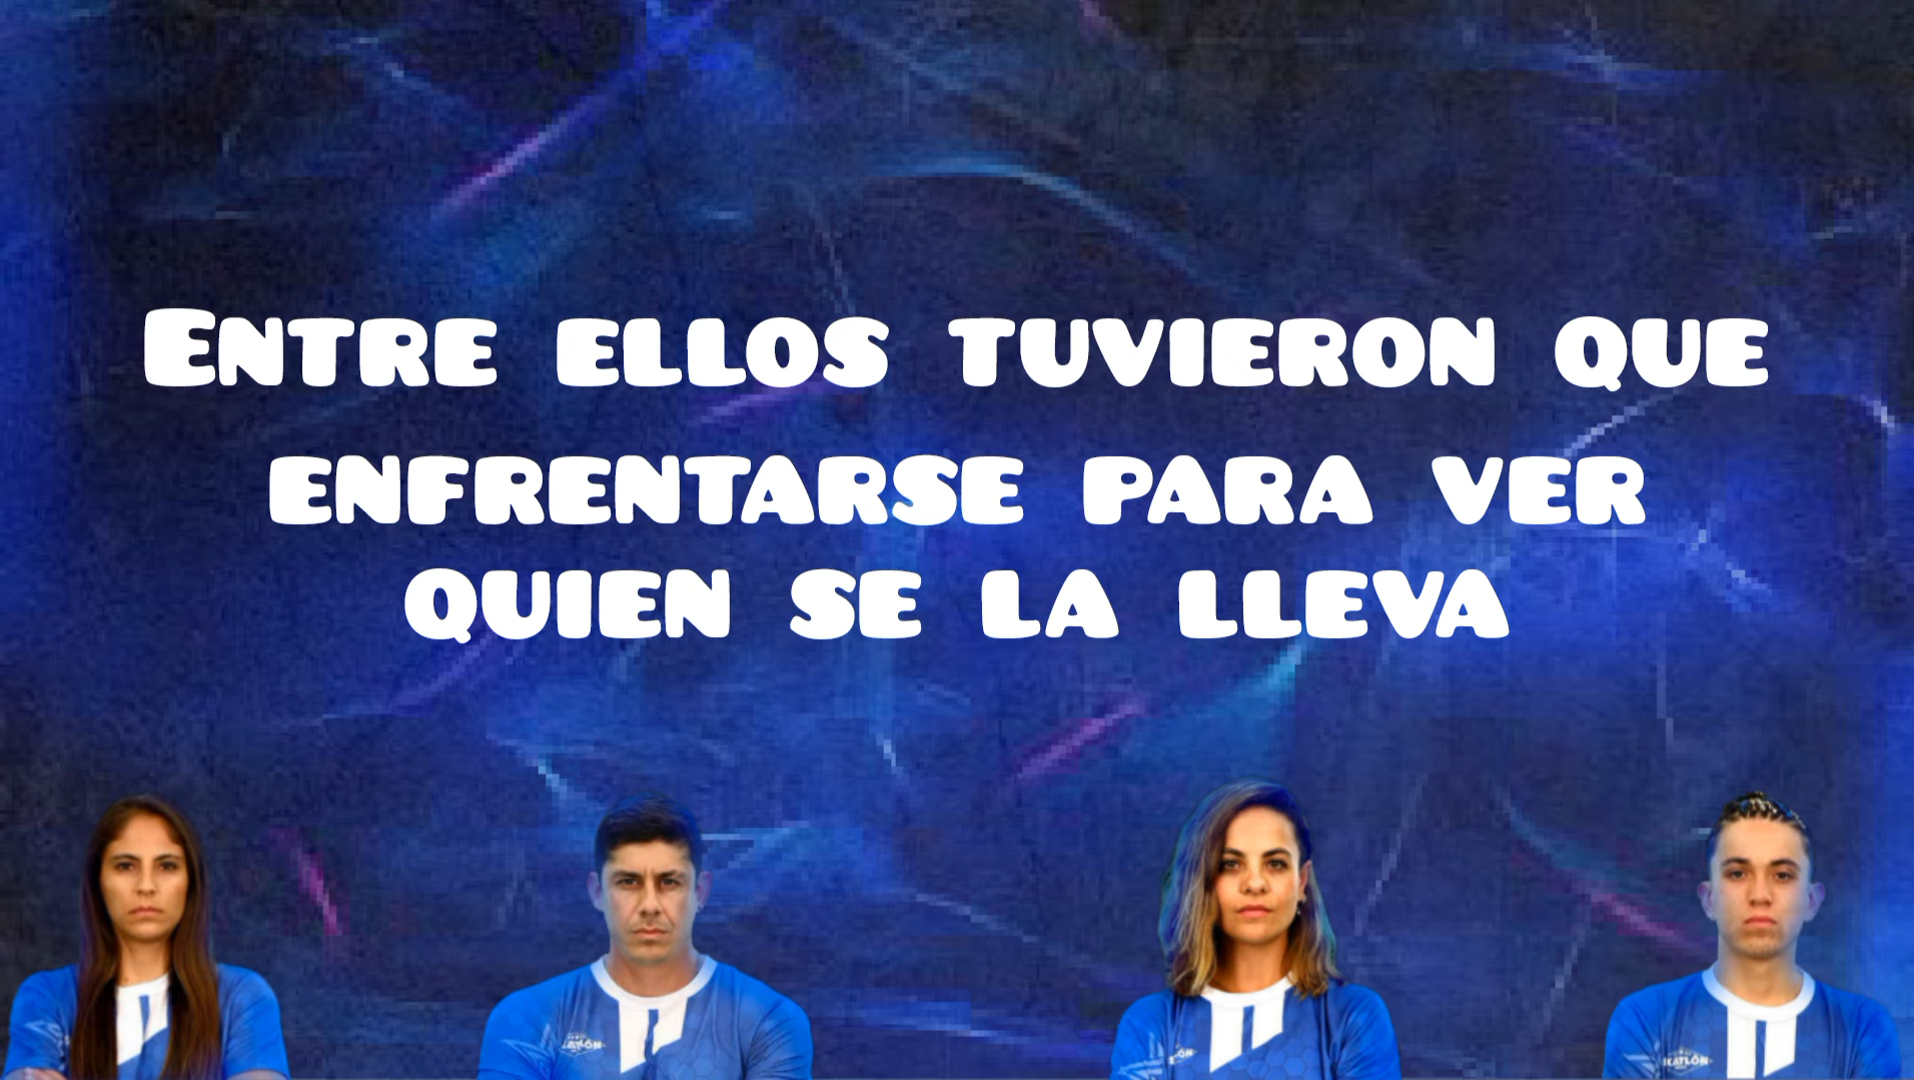 Entre ellos tuvieron que
enfrentarse para ver
quien se la lleva